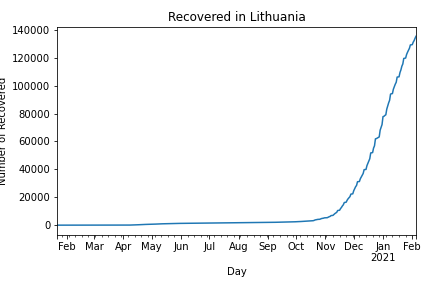 Recovered in Lithuania
140000
120000
100000
80000
60000
40000
20000
0
Number of Recovered
Feb Mar Apr May Jun Jul Aug Sep Oct Nov Dec Jan Feb
2021
Day